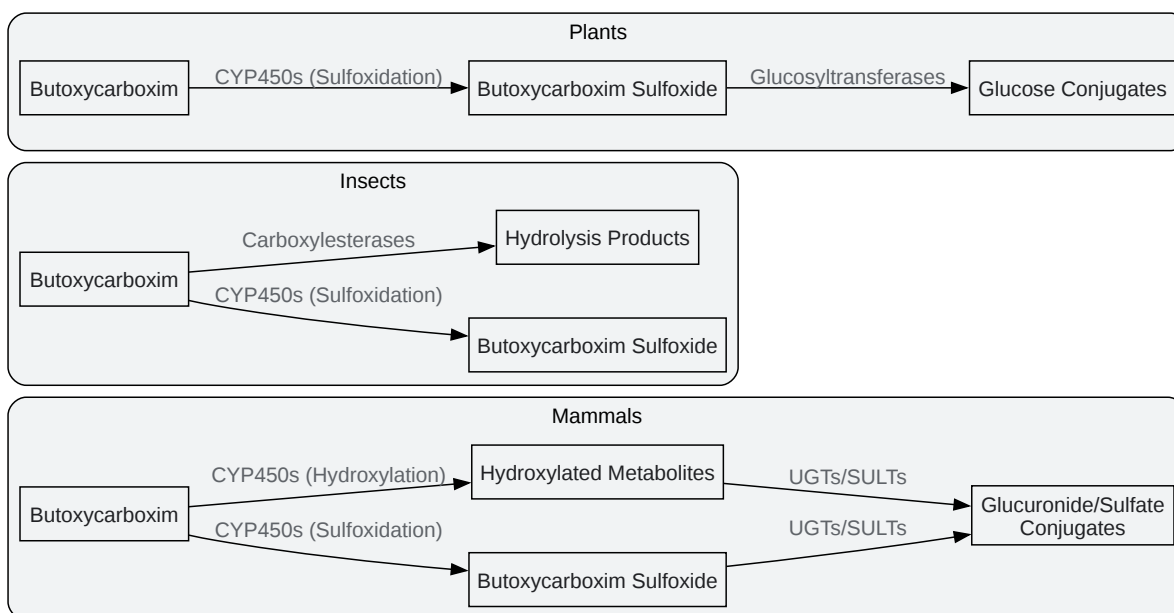 Plants
Butoxycarboxim
CYP450s (Sulfoxidation)
Butoxycarboxim Sulfoxide
Glucosyltransferases
Glucose Conjugates
Insects
Butoxycarboxim
Carboxylesterases
Hydrolysis Products
CYP450s (Sulfoxidation)
Butoxycarboxim Sulfoxide
Mammals
Butoxycarboxim
CYP450s (Hydroxylation)
Hydroxylated Metabolites
UGTs/SULTs
CYP450s (Sulfoxidation)
Butoxycarboxim Sulfoxide
UGTs/SULTs
Glucuronide/Sulfate
Conjugates